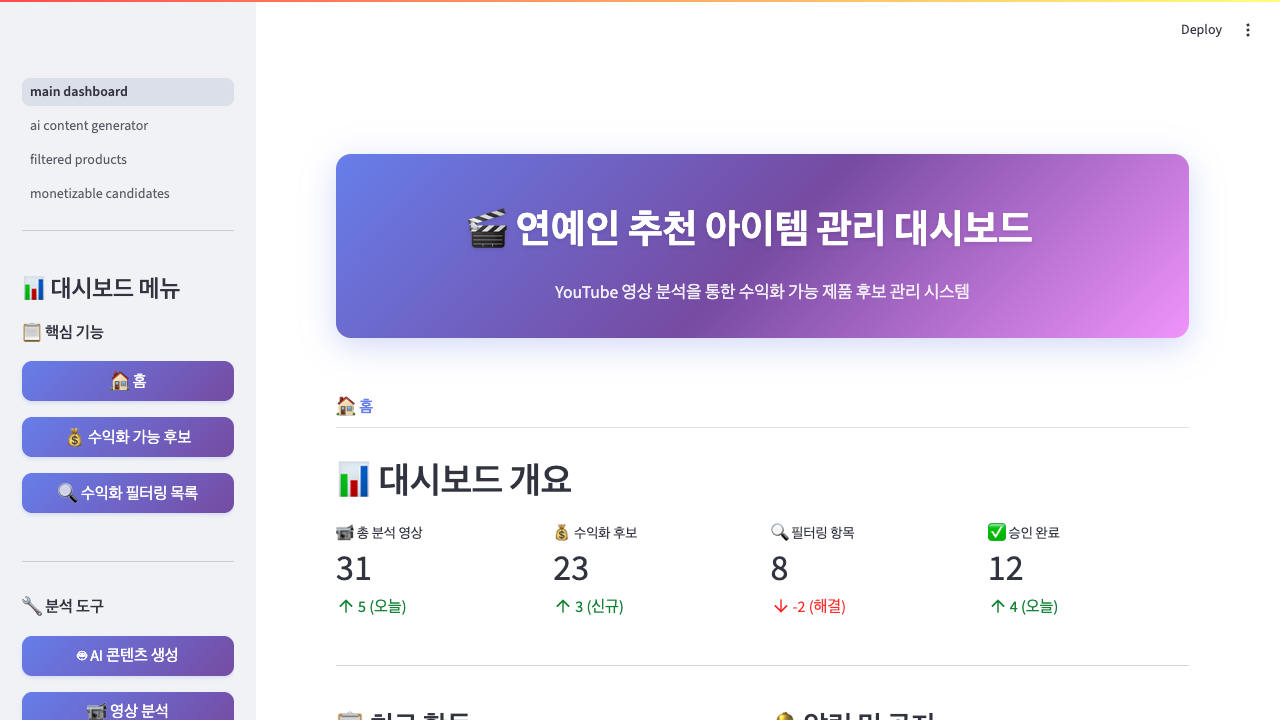 Deploy
main dashboard
ai content generator
filtered products
monetizable candidates
📊 대시보드 메뉴
📋 핵심 기능
🏠 홈
💰 수익화 가능 후보
🔍 수익화 필터링 목록
🔧 분석 도구
AI 콘텐츠 생성
📹 영상 분석
🎬 연예인 추천 아이템 관리 대시보드
YouTube 영상 분석을 통한 수익화 가능 제품 후보 관리 시스템
🏠 홈
📊 대시보드 개요
📹 총 분석 영상
31
↑ 5 (오늘)
💰 수익화 후보
23
↑ 3 (신규)
🔍 필터링 항목
8
↓ -2 (해결)
✅ 승인 완료
12
↑ 4 (오늘)